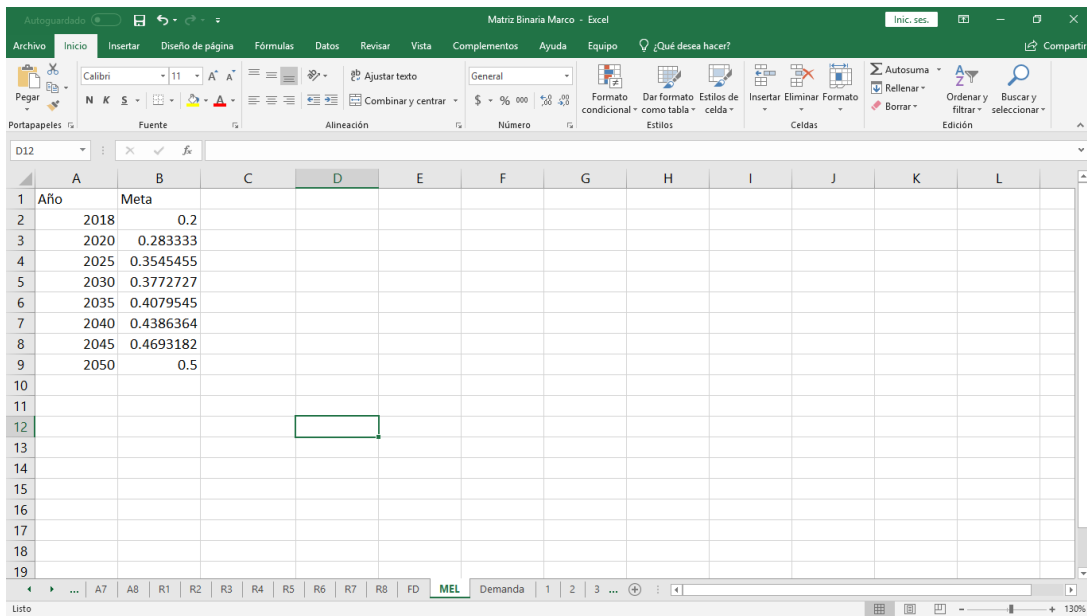 Autoguardado
Matriz Binaria Marco - Excel
Inic. ses.
Archivo Inicio Insertar Diseño de página Fórmulas Datos Revisar Vista Complementos Ayuda Equipo ¿Qué desea hacer? Compartir
Pegar
Calibri 11 A^ A˅
N K S
A
Ajustar texto
Combinar y centrar
General
$ % 000
Formato condicional
Dar formato como tabla
Estilos de celda
Insertar Eliminar Formato
Autosuma
Rellenar
Borrar
Ordenar y filtrar
Buscar y seleccionar
Portapapeles Fuente Alineación Número Estilos Celdas Edición
D12 fx
A B C D E F G H I J K L
1 Año Meta
2 2018 0.2
3 2020 0.283333
4 2025 0.3545455
5 2030 0.3772727
6 2035 0.4079545
7 2040 0.4386364
8 2045 0.4693182
9 2050 0.5
10
11
12
13
14
15
16
17
18
19
... A7 A8 R1 R2 R3 R4 R5 R6 R7 R8 FD MEL Demanda 1 2 3 ...
Listo 130%